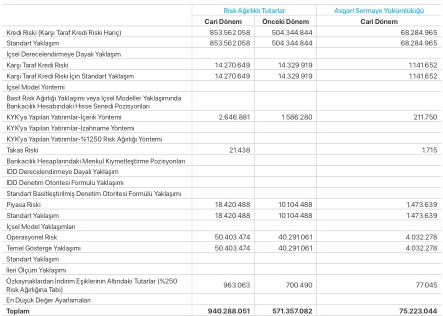 Risk Ağırlıklı Tutarlar Asgari Sermaye Yükümlülüğü
Cari Dönem Önceki Dönem Cari Dönem
Kredi Riski (Karşı Taraf Kredi Riski Hariç) 853.562.058 504.344.844 68.284.965
Standart Yaklaşım 853.562.058 504.344.844 68.284.965
İçsel Derecelendirmeye Dayalı Yaklaşım
Karşı Taraf Kredi Riski 14.270.649 14.329.919 1.141.652
Karşı Taraf Kredi Riski İçin Standart Yaklaşım 14.270.649 14.329.919 1.141.652
İçsel Model Yöntemi
Basit Risk Ağırlığı Yaklaşımı veya İçsel Modeller Yaklaşımında
Bankacılık Hesabındaki Hisse Senedi Pozisyonları
KYK'ya Yapılan Yatırımlar-İçerik Yöntemi 2.646.881 1.586.280 211.750
KYK'ya Yapılan Yatırımlar-İzahname Yöntemi
KYK'ya Yapılan Yatırımlar-%1250 Risk Ağırlığı Yöntemi
Takas Riski 21.438 1.715
Bankacılık Hesaplarındaki Menkul Kıymetleştirme Pozisyonları
İDD Derecelendirmeye Dayalı Yaklaşım
İDD Denetim Otoritesi Formülü Yaklaşımı
Standart Basitleştirilmiş Denetim Otoritesi Formülü Yaklaşımı
Piyasa Riski 18.420.488 10.104.488 1.473.639
Standart Yaklaşım 18.420.488 10.104.488 1.473.639
İçsel Model Yaklaşımları
Operasyonel Risk 50.403.474 40.291.061 4.032.278
Temel Gösterge Yaklaşımı 50.403.474 40.291.061 4.032.278
Standart Yaklaşım
İleri Ölçüm Yaklaşımı
Özkaynaklardan İndirim Eşiklerinin Altındaki Tutarlar (%250
Risk Ağırlığına Tabi) 963.063 700.490 77.045
En Düşük Değer Ayarlamaları
Toplam 940.288.051 571.357.082 75.223.044